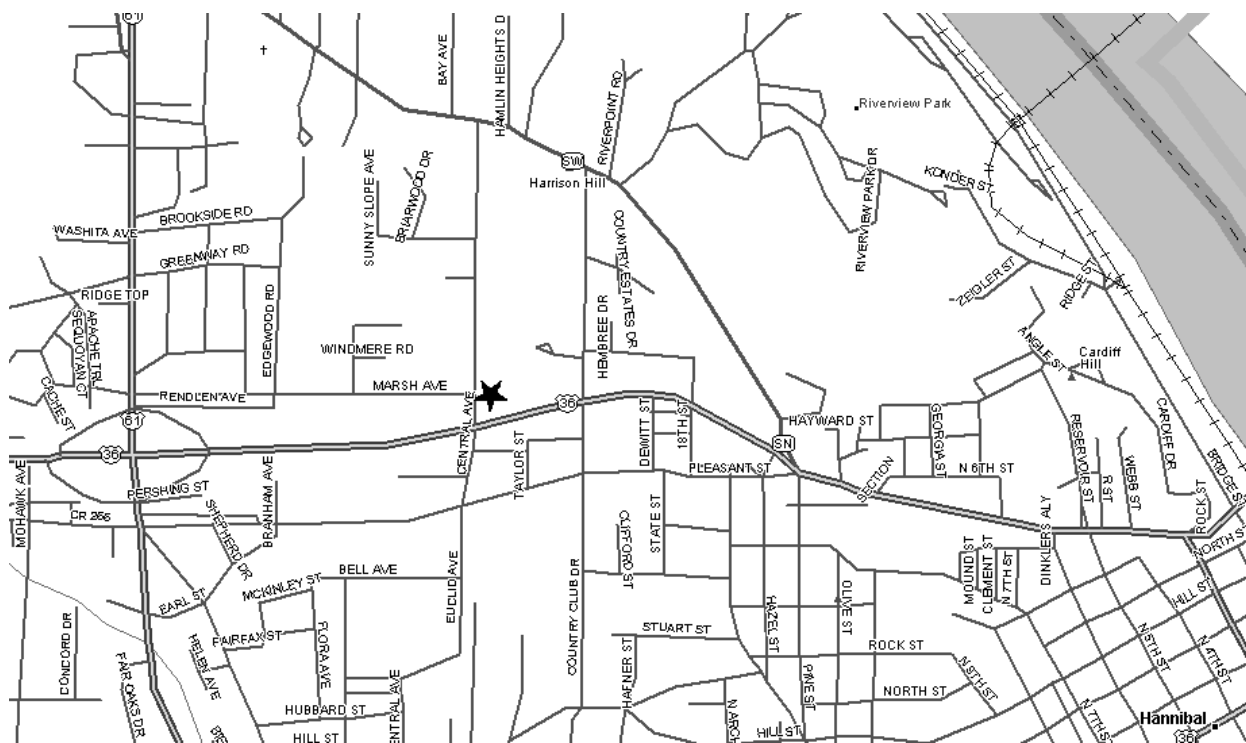 61
BAY AVE
HAMLIN HEIGHTS D
RIVERPOINT RD
Riverview Park
SW
Harrison Hill
SUNNY SLOPE AVE
BRIARWOOD DR
RIVERVIEW PARK DR
KONDER ST
BROOKSIDE RD
WASHITA AVE
COUNTRY ESTATES DR
GREENWAY RD
ZEIGLER ST
RIDGE ST
RIDGE TOP
APACHE TRL
SEQUOYAN CT
EDGEWOOD RD
HEMBREE DR
WINDMERE RD
ANGLE ST
Cardiff
Hill
MARSH AVE
RENDLEN AVE
CACHE ST
CENTRAL AVE
36
61
36
HAYWARD ST
DEWITT ST
18TH ST
GEORGIA ST
RESERVOIR ST
CARDIFF DR
SN
TAYLOR ST
PLEASANT ST
SECTION
N 6TH ST
R ST
WEBB ST
BRIDGE S
MOHAWK AVE
PERSHING ST
BRANHAM AVE
CR 266
SHEPHERD DR
CLIFFORD ST
STATE ST
DINKLERS ALY
ROCK ST
NORTH ST
MOUND ST
CLEMENT ST
N 7TH ST
BELL AVE
MCKINLEY ST
EUCLID AVE
COUNTRY CLUB DR
HAZEL ST
OLIVE ST
HILL ST
EARL ST
FAIRFAX ST
STUART ST
ROCK ST
CONCORD DR
HELEN AVE
FLORA AVE
FAIR OAKS DR
HAFNER ST
PINE ST
N 9TH ST
N 5TH ST
N 4TH ST
NORTH ST
HUBBARD ST
ENTRAL AVE
N ARCH
N 7TH ST
HILL ST
HILL ST
Hannibal
36